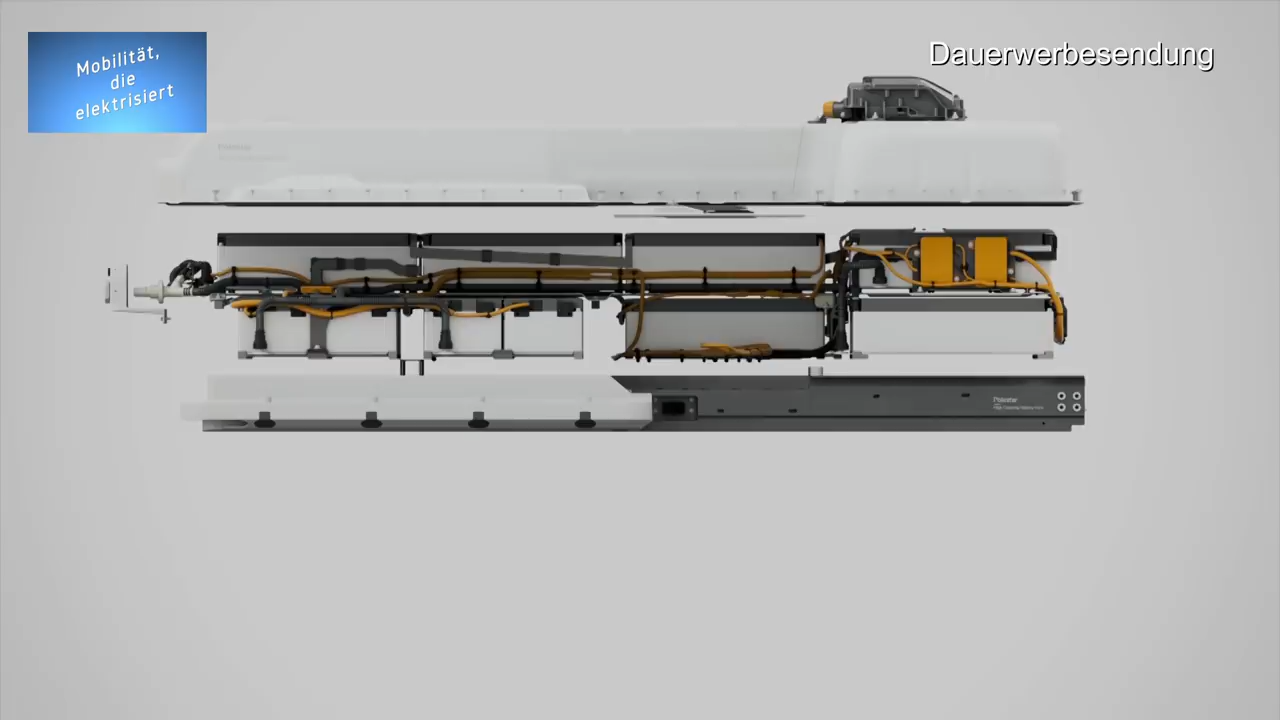 Mobilität,
die
elektrisiert
Dauerwerbesendung
Polestar